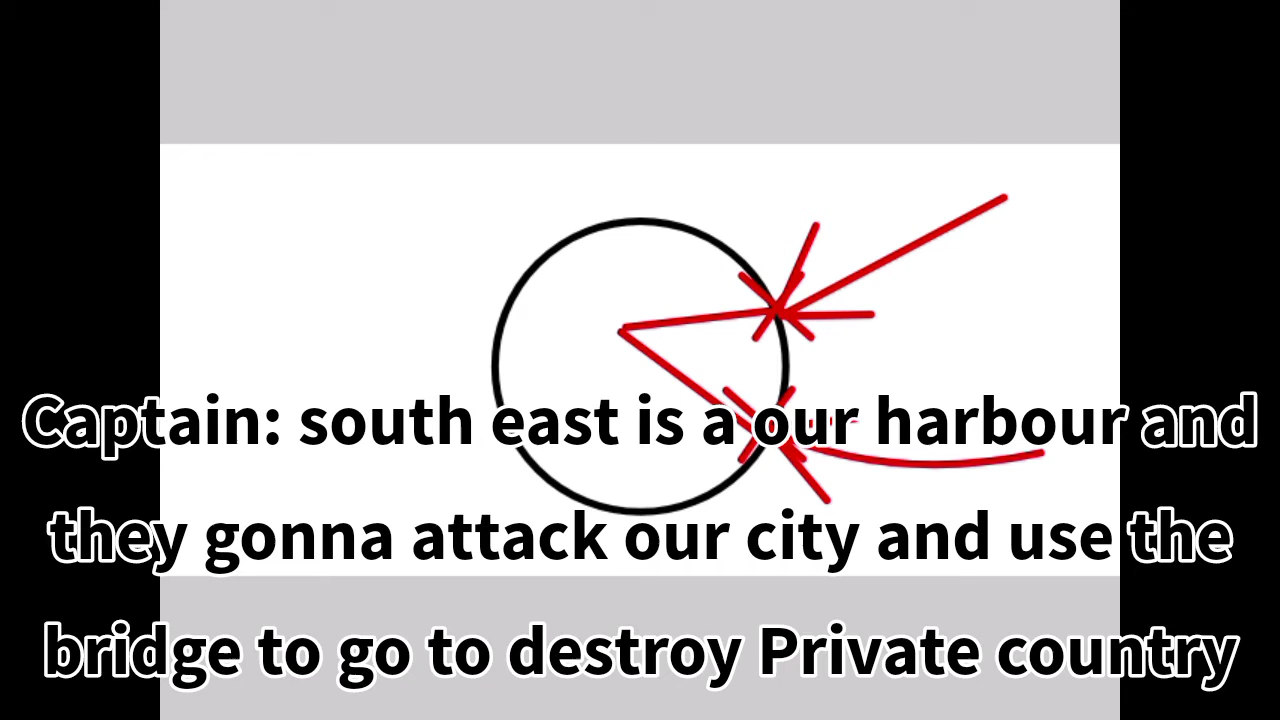 Captain: south east is a our harbour and
they gonna attack our city and use the
bridge to go to destroy Private country